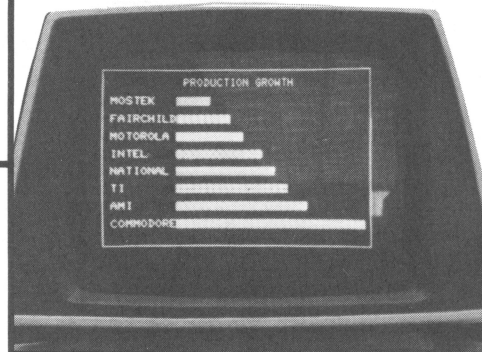 PRODUCTION GROWTH
MOSTEK
FAIRCHILD
MOTOROLA
INTEL
NATIONAL
TI
AMI
COMMODORE